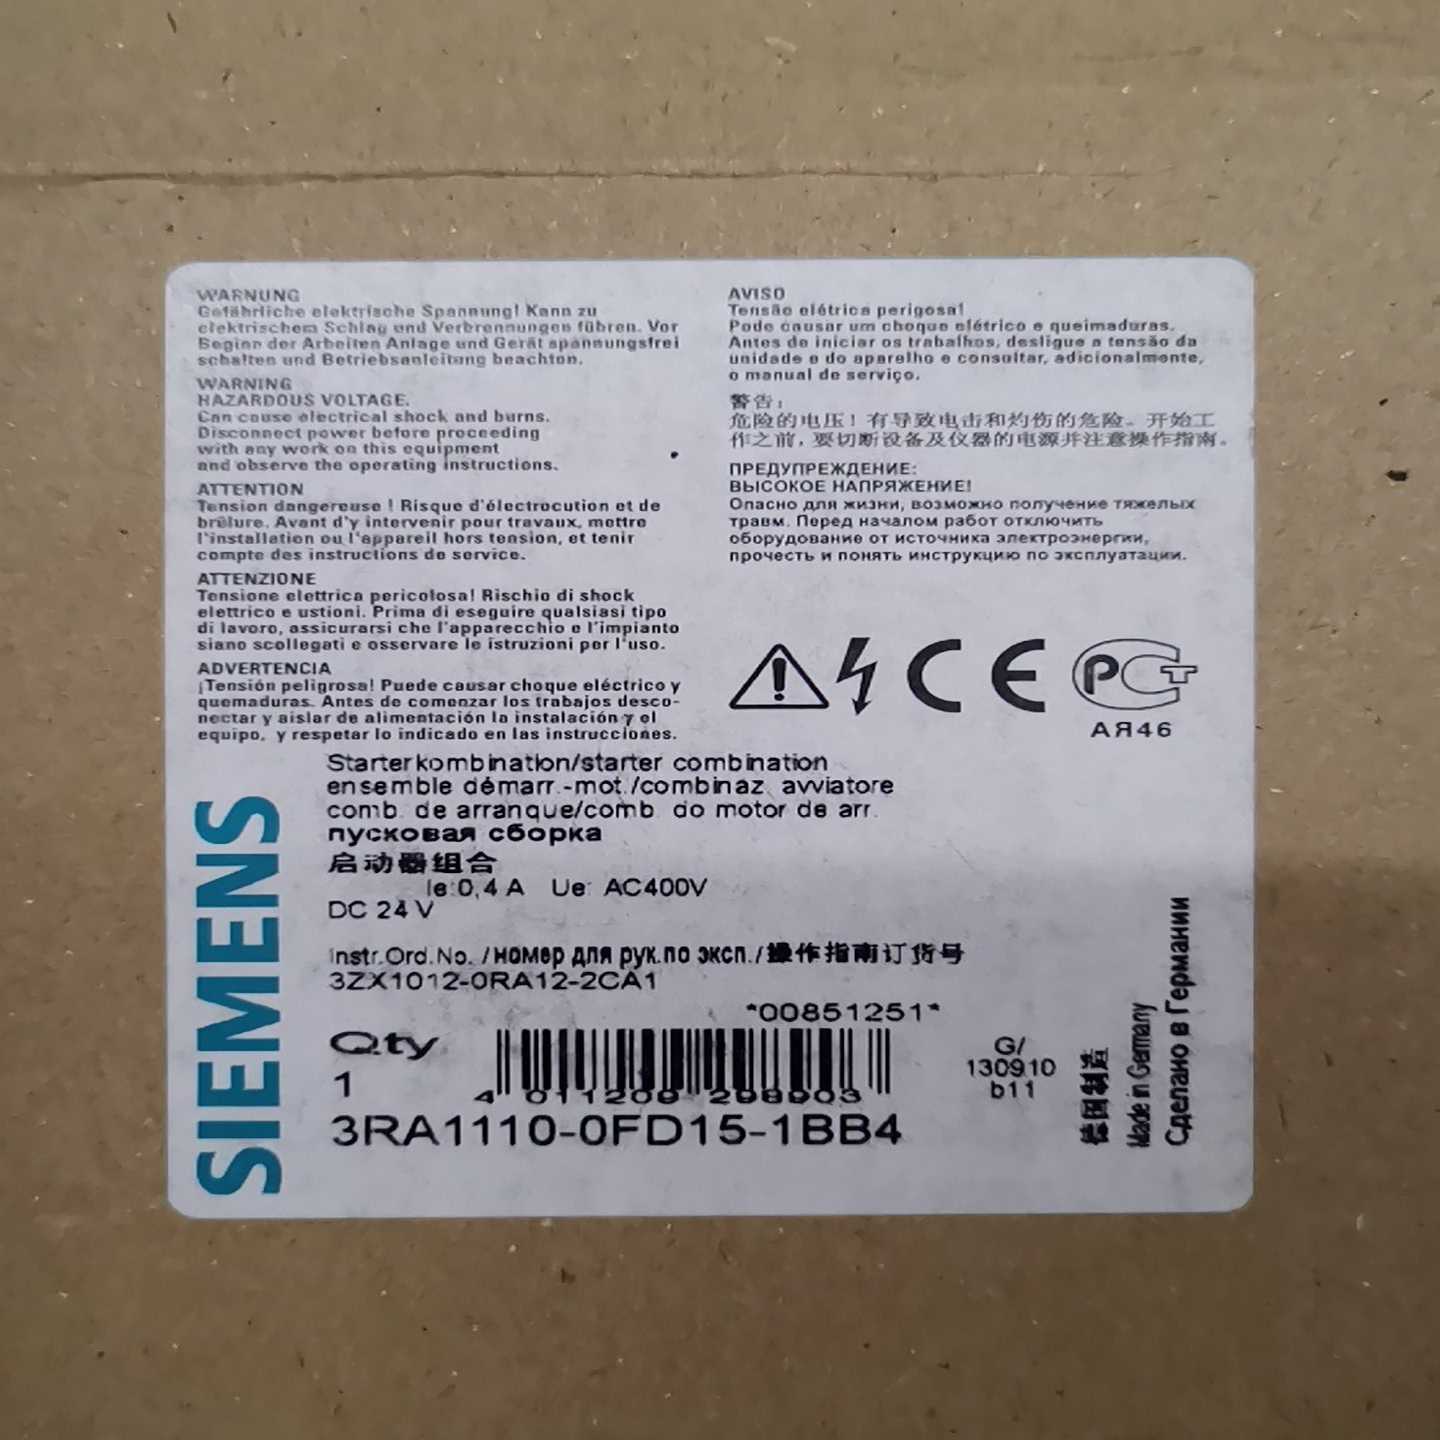 WARNUNG
Gefährliche elektrische Spannung! Kann zu
elektrischem Schlag und Verbrennungen führen. Vor
Beginn der Arbeiten Anlage und Gerät spannungsfrei
schalten und Betriebsanleitung beachten.
WARNING
HAZARDOUS VOLTAGE.
Can cause electrical shock and burns.
Disconnect power before proceeding
with any work on this equipment
and observe the operating instructions.
ATTENTION
Tension dangereuse ! Risque d'électrocution et de
brûlure. Avant d'y intervenir pour travaux, mettre
l'installation ou l'appareil hors tension, et tenir
compte des instructions de service.
ATTENZIONE
Tensione elettrica pericolosa! Rischio di shock
elettrico e ustioni. Prima di eseguire qualsiasi tipo
di lavoro, assicurarsi che l'apparecchio e l'impianto
siano scollegati e osservare le istruzioni per l'uso.
ADVERTENCIA
¡Tensión peligrosa! Puede causar choque eléctrico y
quemaduras. Antes de comenzar los trabajos desco-
nectar y aislar de alimentación la instalación y el
equipo, y respetar lo indicado en las instrucciones.
AVISO
Tensão elétrica perigosa!
Pode causar um choque elétrico e queimaduras.
Antes de iniciar os trabalhos, desligue a tensão da
unidade e do aparelho e consultar, adicionalmente,
o manual de serviço.
警告：
危险的电压！有导致电击和灼伤的危险。开始工
作之前，要切断设备及仪器的电源并注意操作指南。
ПРЕДУПРЕЖДЕНИЕ:
ВЫСОКОЕ НАПРЯЖЕНИЕ!
Опасно для жизни, возможно получение тяжелых
травм. Перед началом работ отключить
оборудование от источника электроэнергии,
прочесть и понять инструкцию по эксплуатации.
CE
РСТ
АЯ46
SIEMENS
Starterkombination/starter combination
ensemble démarr.-mot./combinaz. avviatore
comb. de arranque/comb. do motor de arr.
пусковая сборка
启动器组合
Ie:0,4 A Ue: AC400V
DC 24 V
Instr.Ord.No. /номер для рук.по эксп./操作指南订货号
3ZX1012-0RA12-2CA1
*00851251*
Qty
1
4 011209 298903
3RA1110-0FD15-1BB4
G/
130910
b11
德国制造
Made in Germany
Сделано в Германии